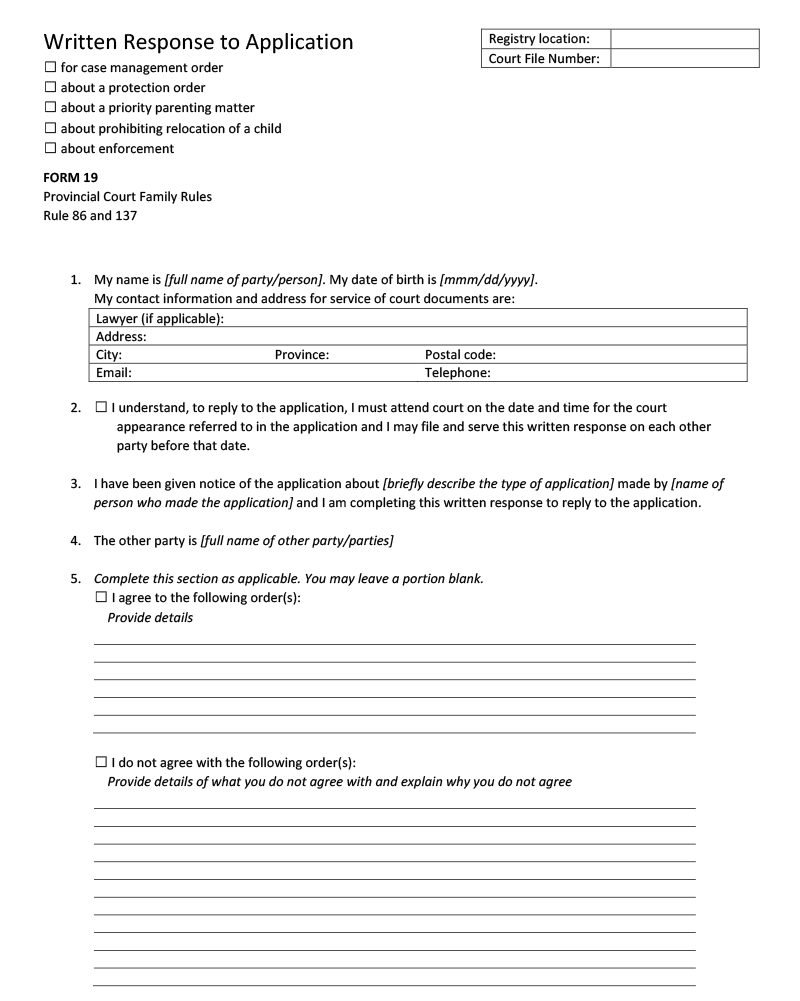 Written Response to Application
Registry location:
Court File Number:
☐ for case management order
☐ about a protection order
☐ about a priority parenting matter
☐ about prohibiting relocation of a child
☐ about enforcement
FORM 19
Provincial Court Family Rules
Rule 86 and 137
1. My name is [full name of party/person]. My date of birth is [mmm/dd/yyyy].
My contact information and address for service of court documents are:
Lawyer (if applicable):
Address:
City: Province: Postal code:
Email: Telephone:
2. ☐ I understand, to reply to the application, I must attend court on the date and time for the court
appearance referred to in the application and I may file and serve this written response on each other
party before that date.
3. I have been given notice of the application about [briefly describe the type of application] made by [name of
person who made the application] and I am completing this written response to reply to the application.
4. The other party is [full name of other party/parties]
5. Complete this section as applicable. You may leave a portion blank.
☐ I agree to the following order(s):
Provide details
☐ I do not agree with the following order(s):
Provide details of what you do not agree with and explain why you do not agree